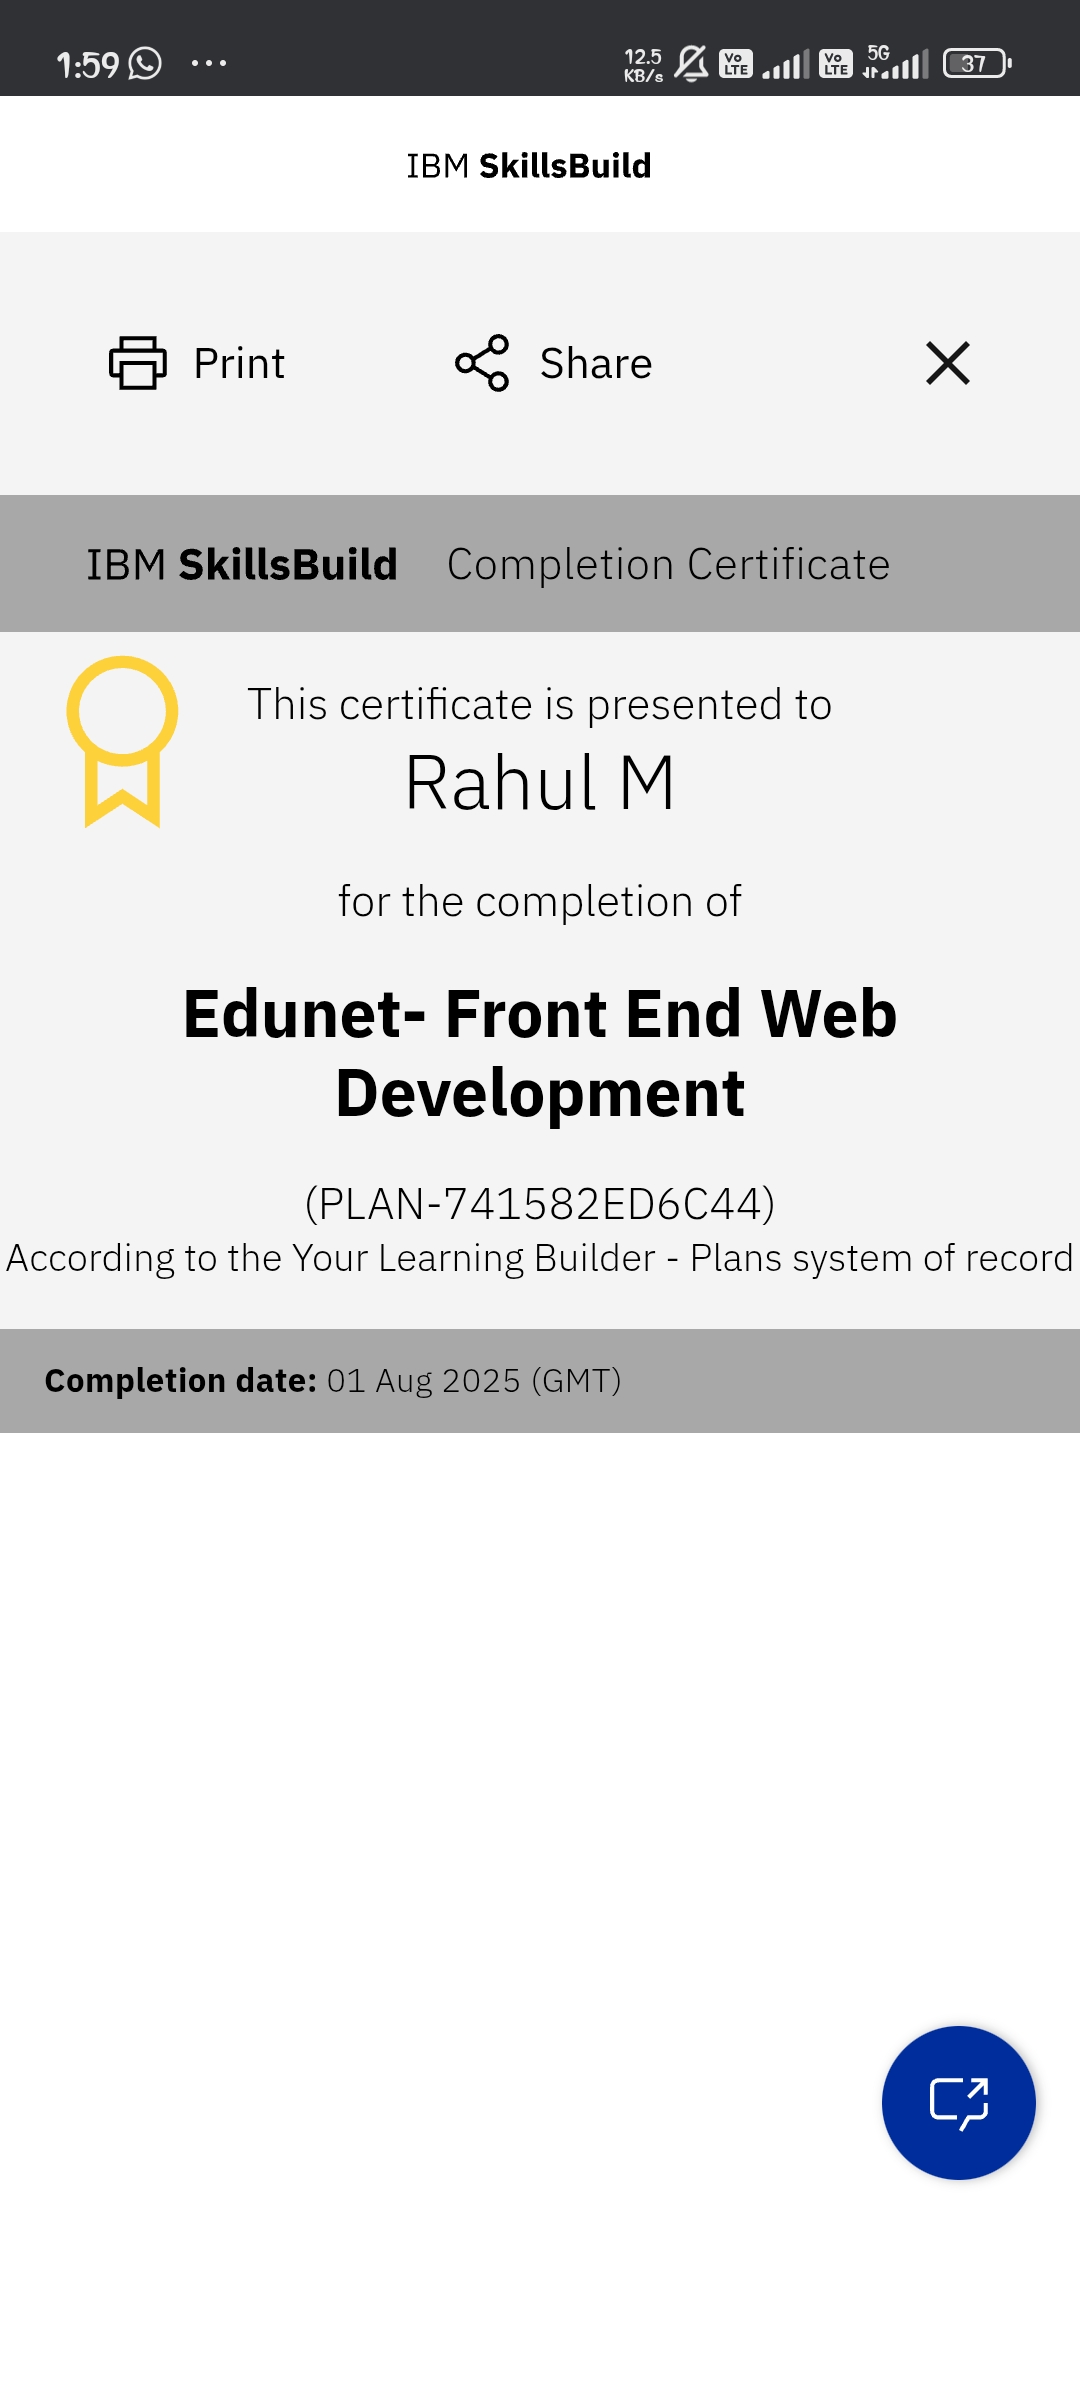 1:59 ... 12.5 KB/s Vo LTE Vo LTE 5G 37
IBM SkillsBuild
Print Share
IBM SkillsBuild Completion Certificate
This certificate is presented to
Rahul M
for the completion of
Edunet- Front End Web
Development
(PLAN-741582ED6C44)
According to the Your Learning Builder - Plans system of record
Completion date: 01 Aug 2025 (GMT)